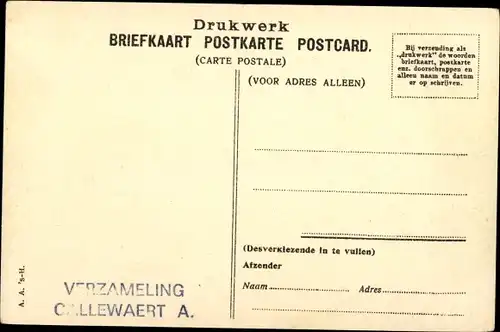 Drukwerk
BRIEFKAART POSTKARTE POSTCARD.
(CARTE POSTALE)
(VOOR ADRES ALLEEN)
Bij verzending als
„drukwerk” de woorden
briefkaart, postkarte
enz. doorschrappen en
alleen naam en datum
er op schrijven.
(Desverkiezende in te vullen)
Afzender
Naam
Adres
A. A. 's-H.
VERZAMELING
CALLEWAERT A.